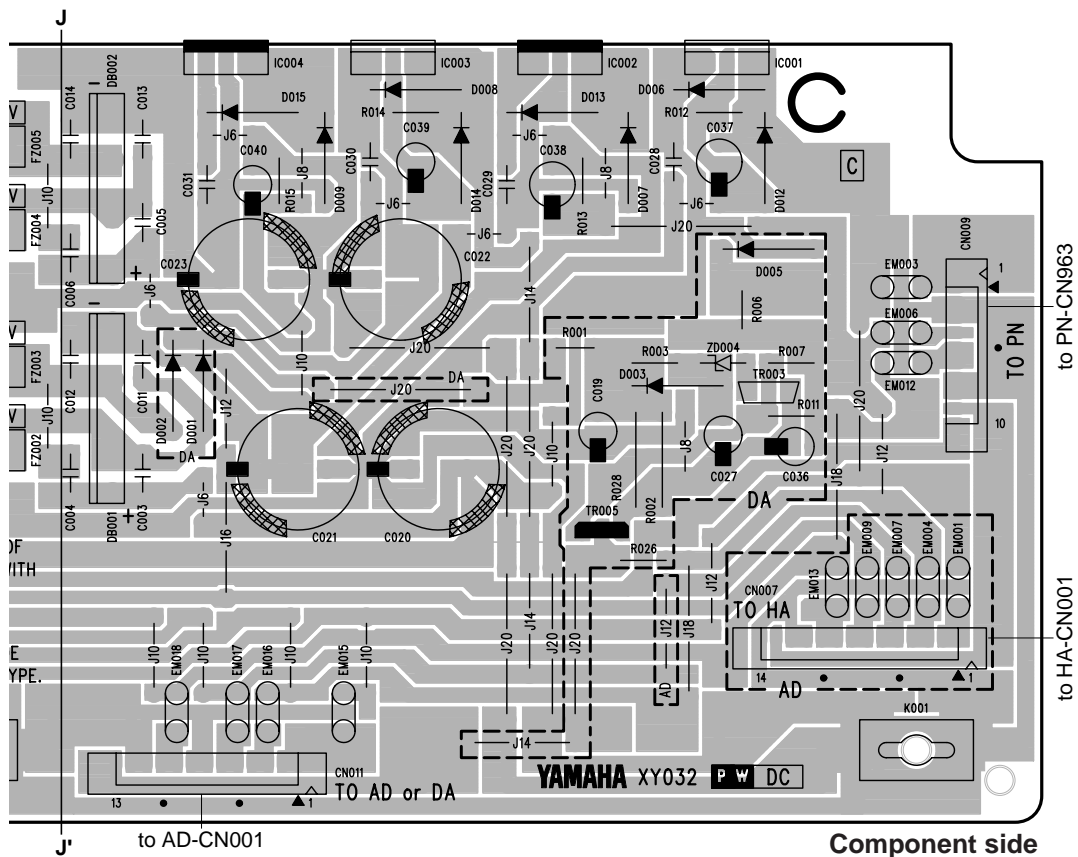 J
IC004
IC003
IC002
IC001
C014
DB002
C013
D015
D008
D013
D006
R014
R012
V
FZ005
J6
C040
C039
J6
C038
C037
C030
C028
J8
J8
C
J10
C031
R015
D009
D014
C029
R013
D007
D012
V
FZ004
C005
J6
J6
J6
J20
CN009
C023
C022
D005
EM003
1
to PN-CN963
C006
J6
J14
R006
EM006
TO PN
V
FZ003
J10
J20
R001
R003
ZD004
R007
C012
C011
DA
J20
C019
D003
TR003
EM012
J20
J12
R011
10
V
FZ002
J10
D002
D001
DA
J20
J20
J10
J8
J18
J12
C027
C036
C004
DB001
C003
J6
R028
R002
DA
J16
C021
C020
TR005
OF
WITH
R026
J12
CN007
EM013
EM009
EM007
EM004
EM001
TO HA
J20
J14
J20
J20
J12
J18
E
YPE.
J10
EM018
J10
EM017
EM016
J10
EM015
J10
AD
14
1
AD
to HA-CN001
J14
K001
CN011
YAMAHA XY032 PW DC
13
1
TO AD or DA
to AD-CN001
J'
Component side